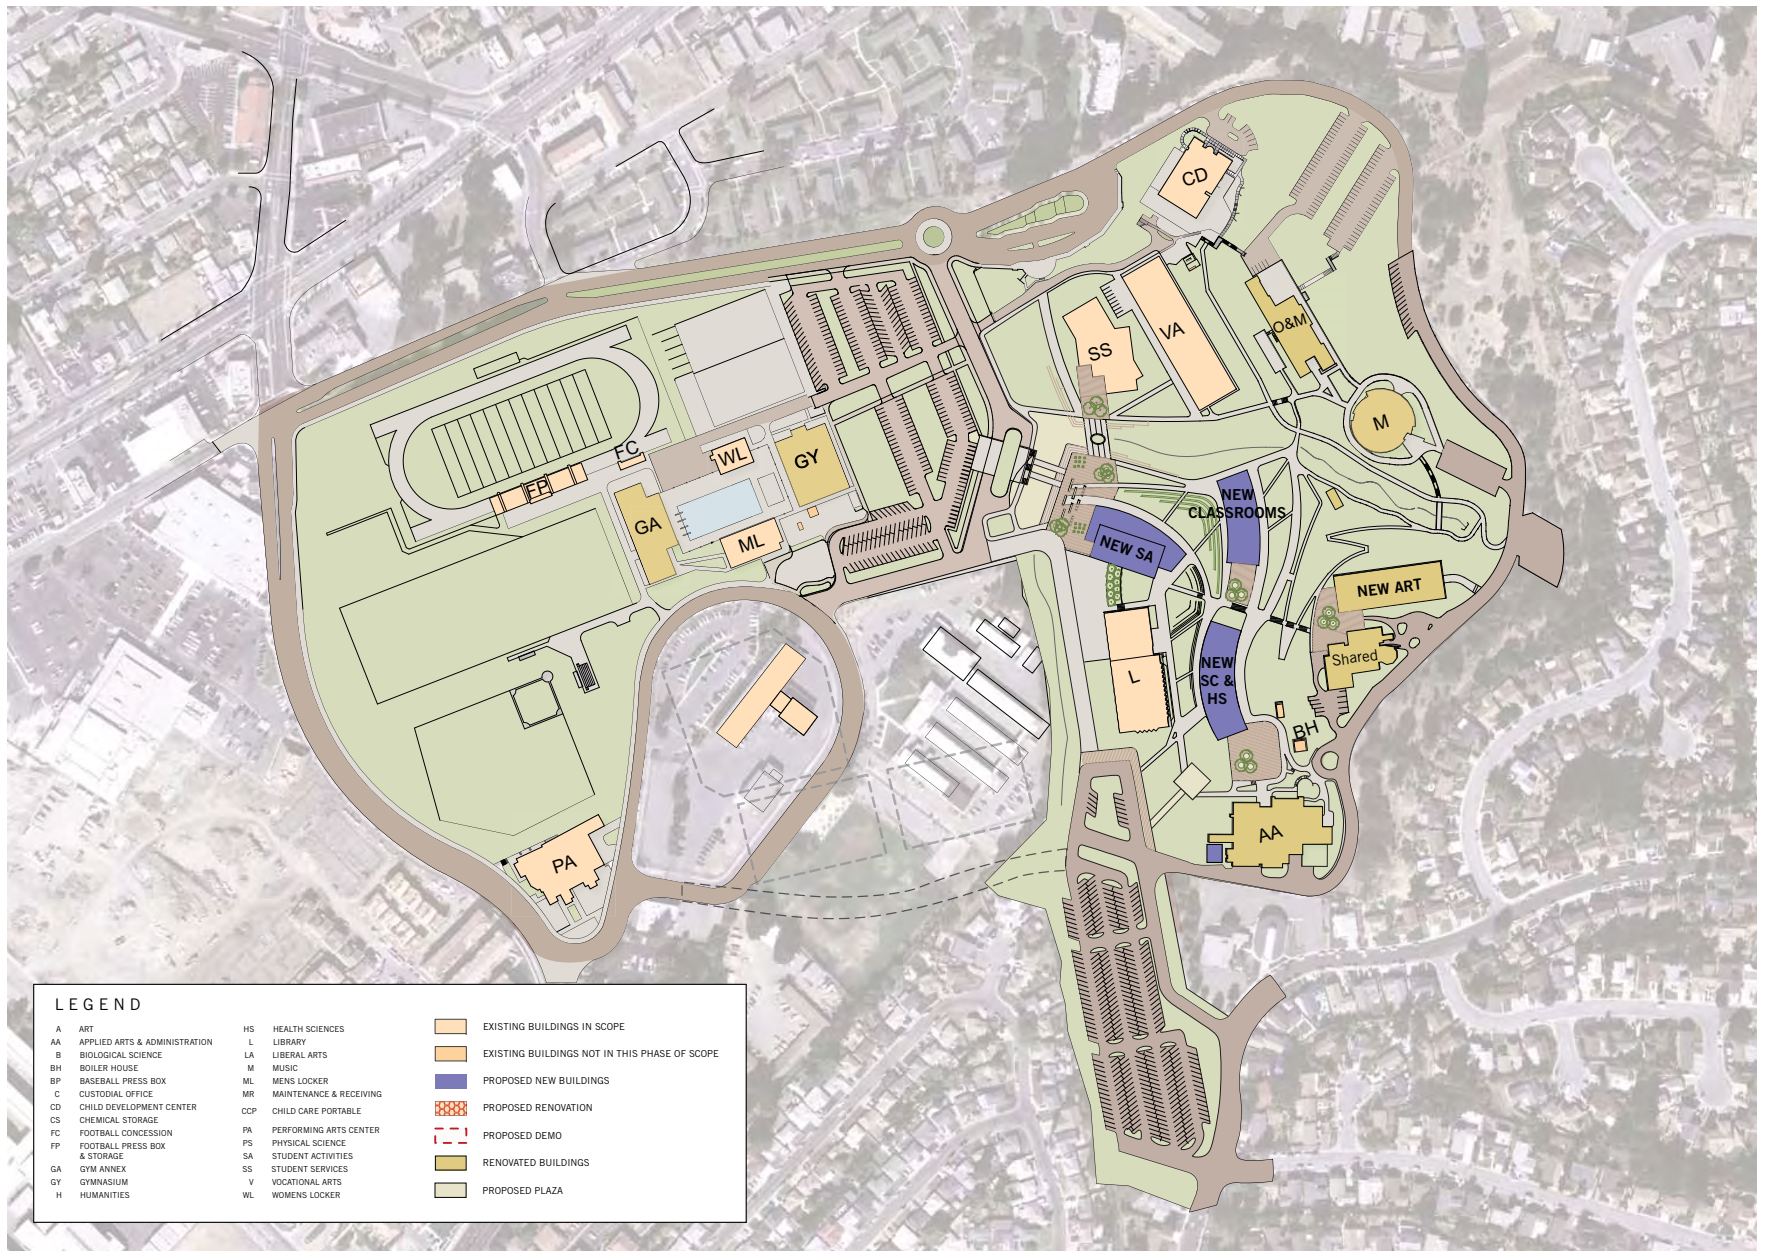 CD
O&M
VA
SS
M
FC
WL
GY
FP
GA
ML
NEW
CLASSROOMS
NEW SA
NEW ART
Shared
NEW
SC &
HS
L
BH
AA
PA
LEGEND
A ART
AA APPLIED ARTS & ADMINISTRATION
B BIOLOGICAL SCIENCE
BH BOILER HOUSE
BP BASEBALL PRESS BOX
C CUSTODIAL OFFICE
CD CHILD DEVELOPMENT CENTER
CS CHEMICAL STORAGE
FC FOOTBALL CONCESSION
FP FOOTBALL PRESS BOX
& STORAGE
GA GYM ANNEX
GY GYMNASIUM
H HUMANITIES
HS HEALTH SCIENCES
L LIBRARY
LA LIBERAL ARTS
M MUSIC
ML MENS LOCKER
MR MAINTENANCE & RECEIVING
CCP CHILD CARE PORTABLE
PA PERFORMING ARTS CENTER
PS PHYSICAL SCIENCE
SA STUDENT ACTIVITIES
SS STUDENT SERVICES
V VOCATIONAL ARTS
WL WOMENS LOCKER
EXISTING BUILDINGS IN SCOPE
EXISTING BUILDINGS NOT IN THIS PHASE OF SCOPE
PROPOSED NEW BUILDINGS
PROPOSED RENOVATION
PROPOSED DEMO
RENOVATED BUILDINGS
PROPOSED PLAZA